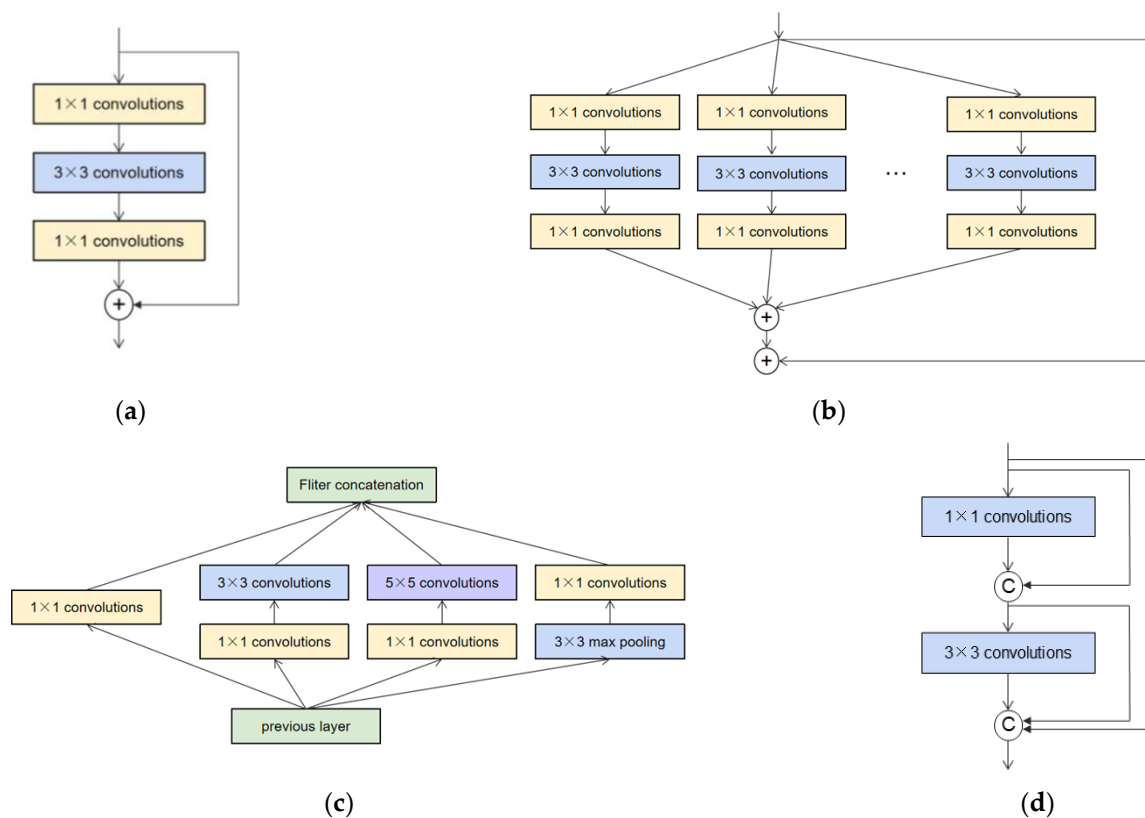 1×1 convolutions
3×3 convolutions
1×1 convolutions
+
(a)
1×1 convolutions 1×1 convolutions 1×1 convolutions
3×3 convolutions 3×3 convolutions ... 3×3 convolutions
1×1 convolutions 1×1 convolutions 1×1 convolutions
+
+
(b)
Fliter concatenation
3×3 convolutions 5×5 convolutions 1×1 convolutions
1×1 convolutions
1×1 convolutions 1×1 convolutions 3×3 max pooling
previous layer
(c)
1×1 convolutions
C
3×3 convolutions
C
(d)